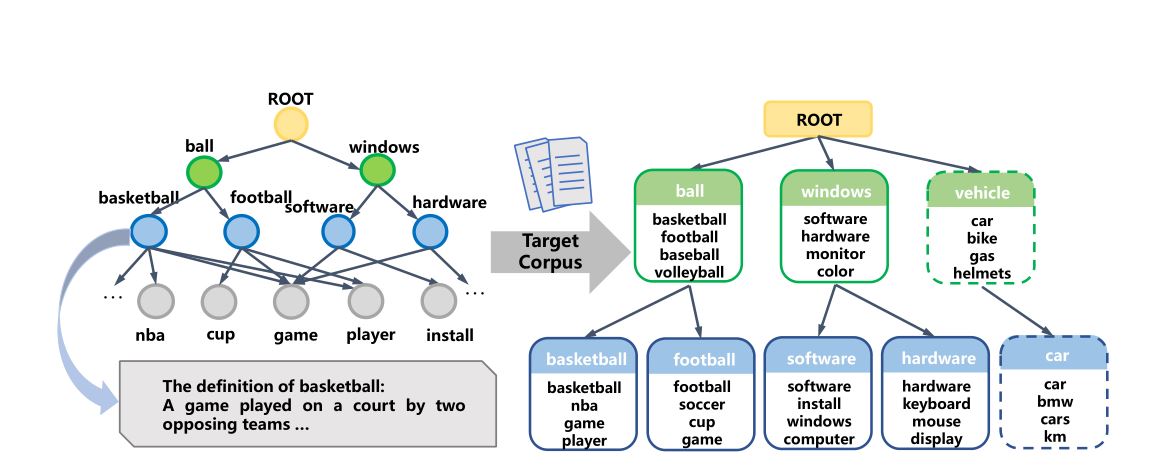 ROOT
ball
windows
basketball
football
software
hardware
...
...
nba
cup
game
player
install
The definition of basketball:
A game played on a court by two
opposing teams ...
Target
Corpus
ROOT
ball
basketball
football
baseball
volleyball
windows
software
hardware
monitor
color
vehicle
car
bike
gas
helmets
basketball
basketball
nba
game
player
football
football
soccer
cup
game
software
software
install
windows
computer
hardware
hardware
keyboard
mouse
display
car
car
bmw
cars
km